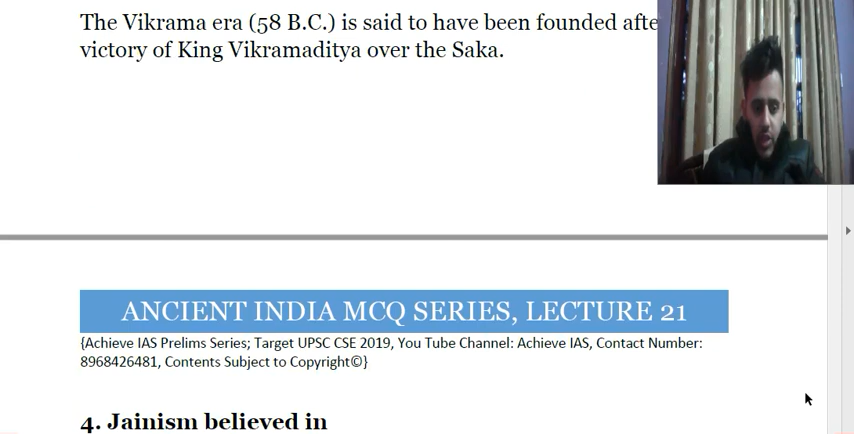 The Vikrama era (58 B.C.) is said to have been founded afte
victory of King Vikramaditya over the Saka.
ANCIENT INDIA MCQ SERIES, LECTURE 21
{Achieve IAS Prelims Series; Target UPSC CSE 2019, You Tube Channel: Achieve IAS, Contact Number:
8968426481, Contents Subject to Copyright©}
4. Jainism believed in